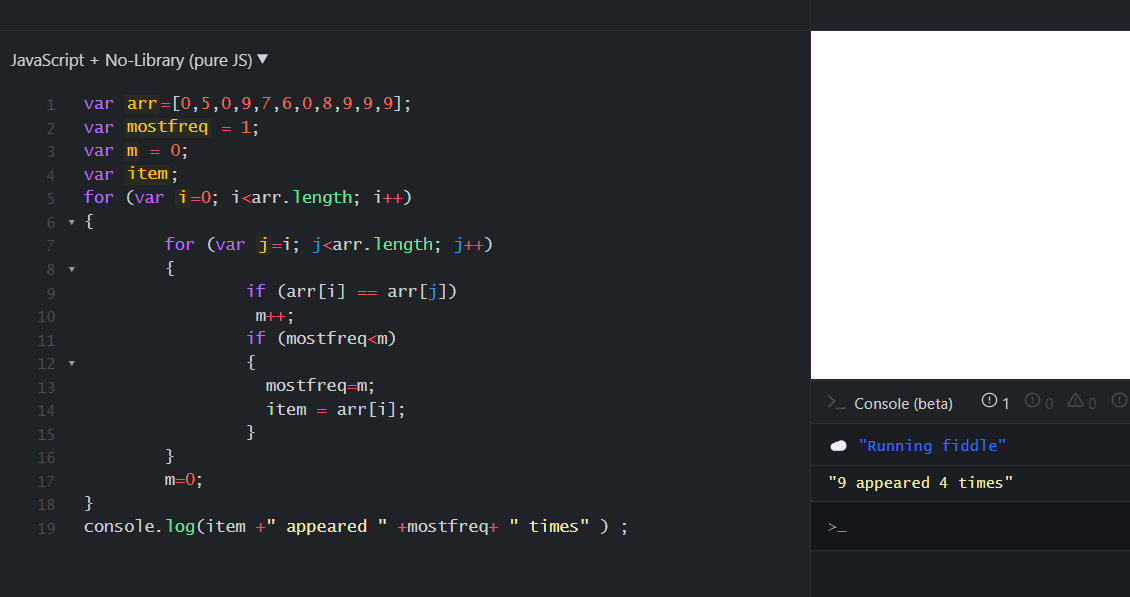 JavaScript + No-Library (pure JS) ▼
1 var arr=[0,5,0,9,7,6,0,8,9,9,9];
2 var mostfreq = 1;
3 var m = 0;
4 var item;
5 for (var i=0; i<arr.length; i++)
6 ▾ {
7 for (var j=i; j<arr.length; j++)
8 ▾ {
9 if (arr[i] == arr[j])
10 m++;
11 if (mostfreq<m)
12 ▾ {
13 mostfreq=m;
14 item = arr[i];
15 }
16 }
17 m=0;
18 }
19 console.log(item +" appeared " +mostfreq+ " times" ) ;
>_ Console (beta) 1 0 0
"Running fiddle"
"9 appeared 4 times"
>_